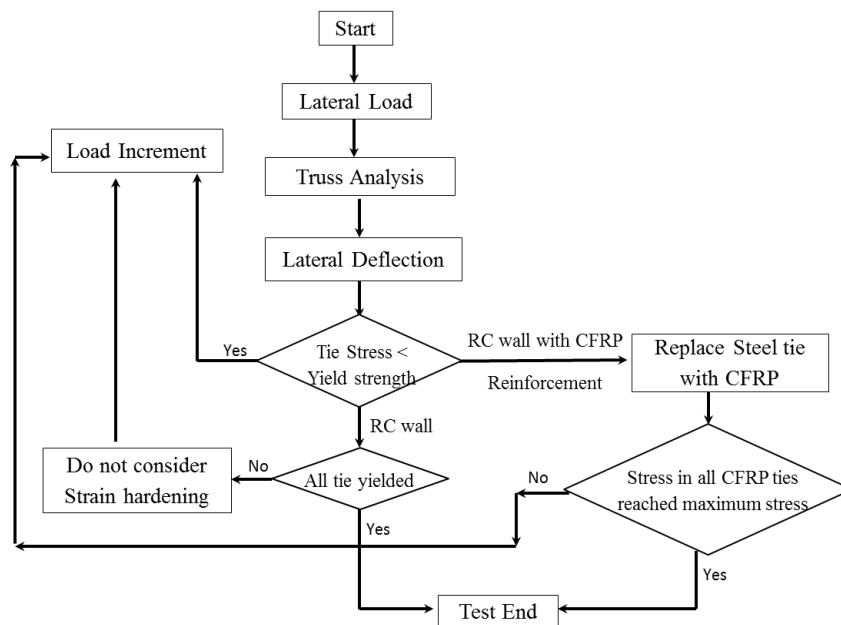 Start
Lateral Load
Load Increment
Truss Analysis
Lateral Deflection
Yes
Tie Stress <
Yield strength
RC wall with CFRP
Reinforcement
Replace Steel tie
with CFRP
RC wall
Do not consider
Strain hardening
No
All tie yielded
No
Stress in all CFRP ties
reached maximum stress
Yes
Yes
Test End